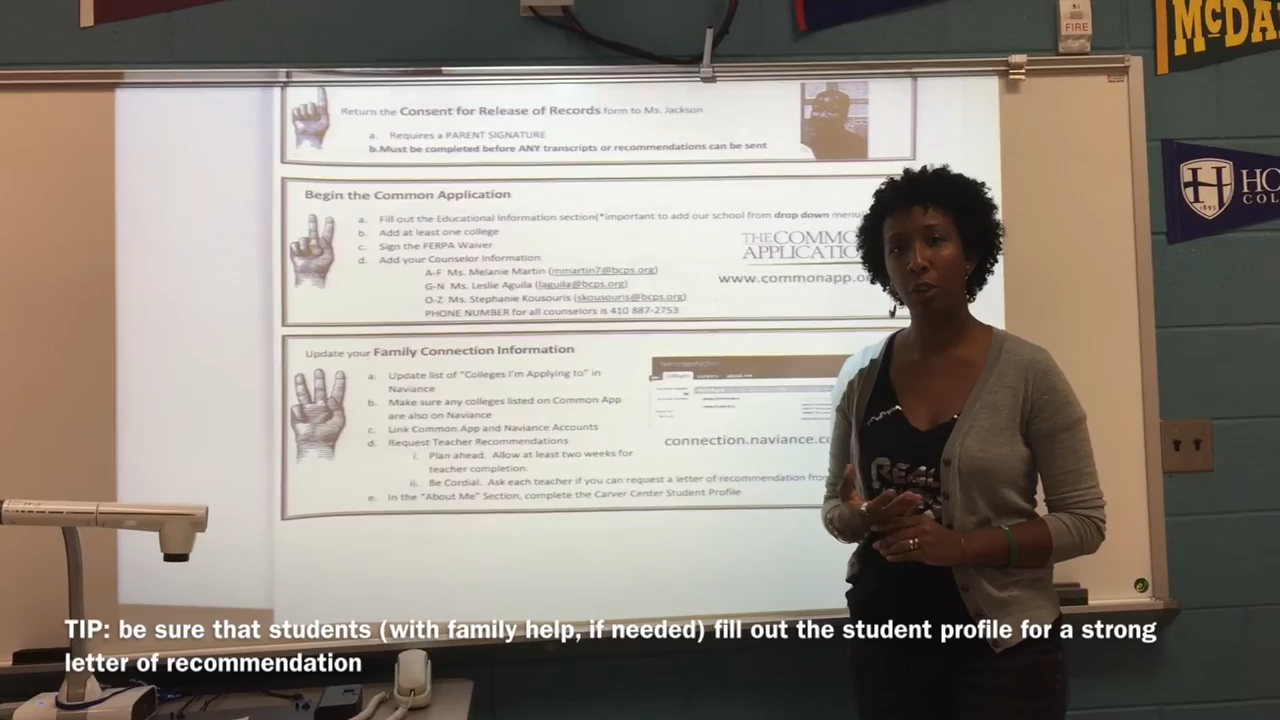 McDA
FIRE
HO
COL
H
1893
Return the Consent for Release of Records form to Ms. Jackson
a. Requires a PARENT SIGNATURE
b.Must be completed before ANY transcripts or recommendations can be sent
Begin the Common Application
a. Fill out the Educational Information section(*important to add our school from drop down menu)
b. Add at least one college
c. Sign the FERPA Waiver
d. Add your Counselor Information
A-F Ms. Melanie Martin (mmartin7@bcps.org)
G-N Ms. Leslie Aguila (laguila@bcps.org)
O-Z Ms. Stephanie Kousouris (skousouris@bcps.org)
PHONE NUMBER for all counselors is 410 887-2753
THE COMMO
APPLICATIO
www.commonapp.o
Update your Family Connection Information
a. Update list of "Colleges I'm Applying to" in
Naviance
b. Make sure any colleges listed on Common App
are also on Naviance
c. Link Common App and Naviance Accounts
d. Request Teacher Recommendations
i. Plan ahead. Allow at least two weeks for
teacher completion.
ii. Be Cordial. Ask each teacher if you can request a letter of recommendation from
e. In the "About Me" Section, complete the Carver Center Student Profile
connection.naviance.c
REAL
TIP: be sure that students (with family help, if needed) fill out the student profile for a strong
letter of recommendation